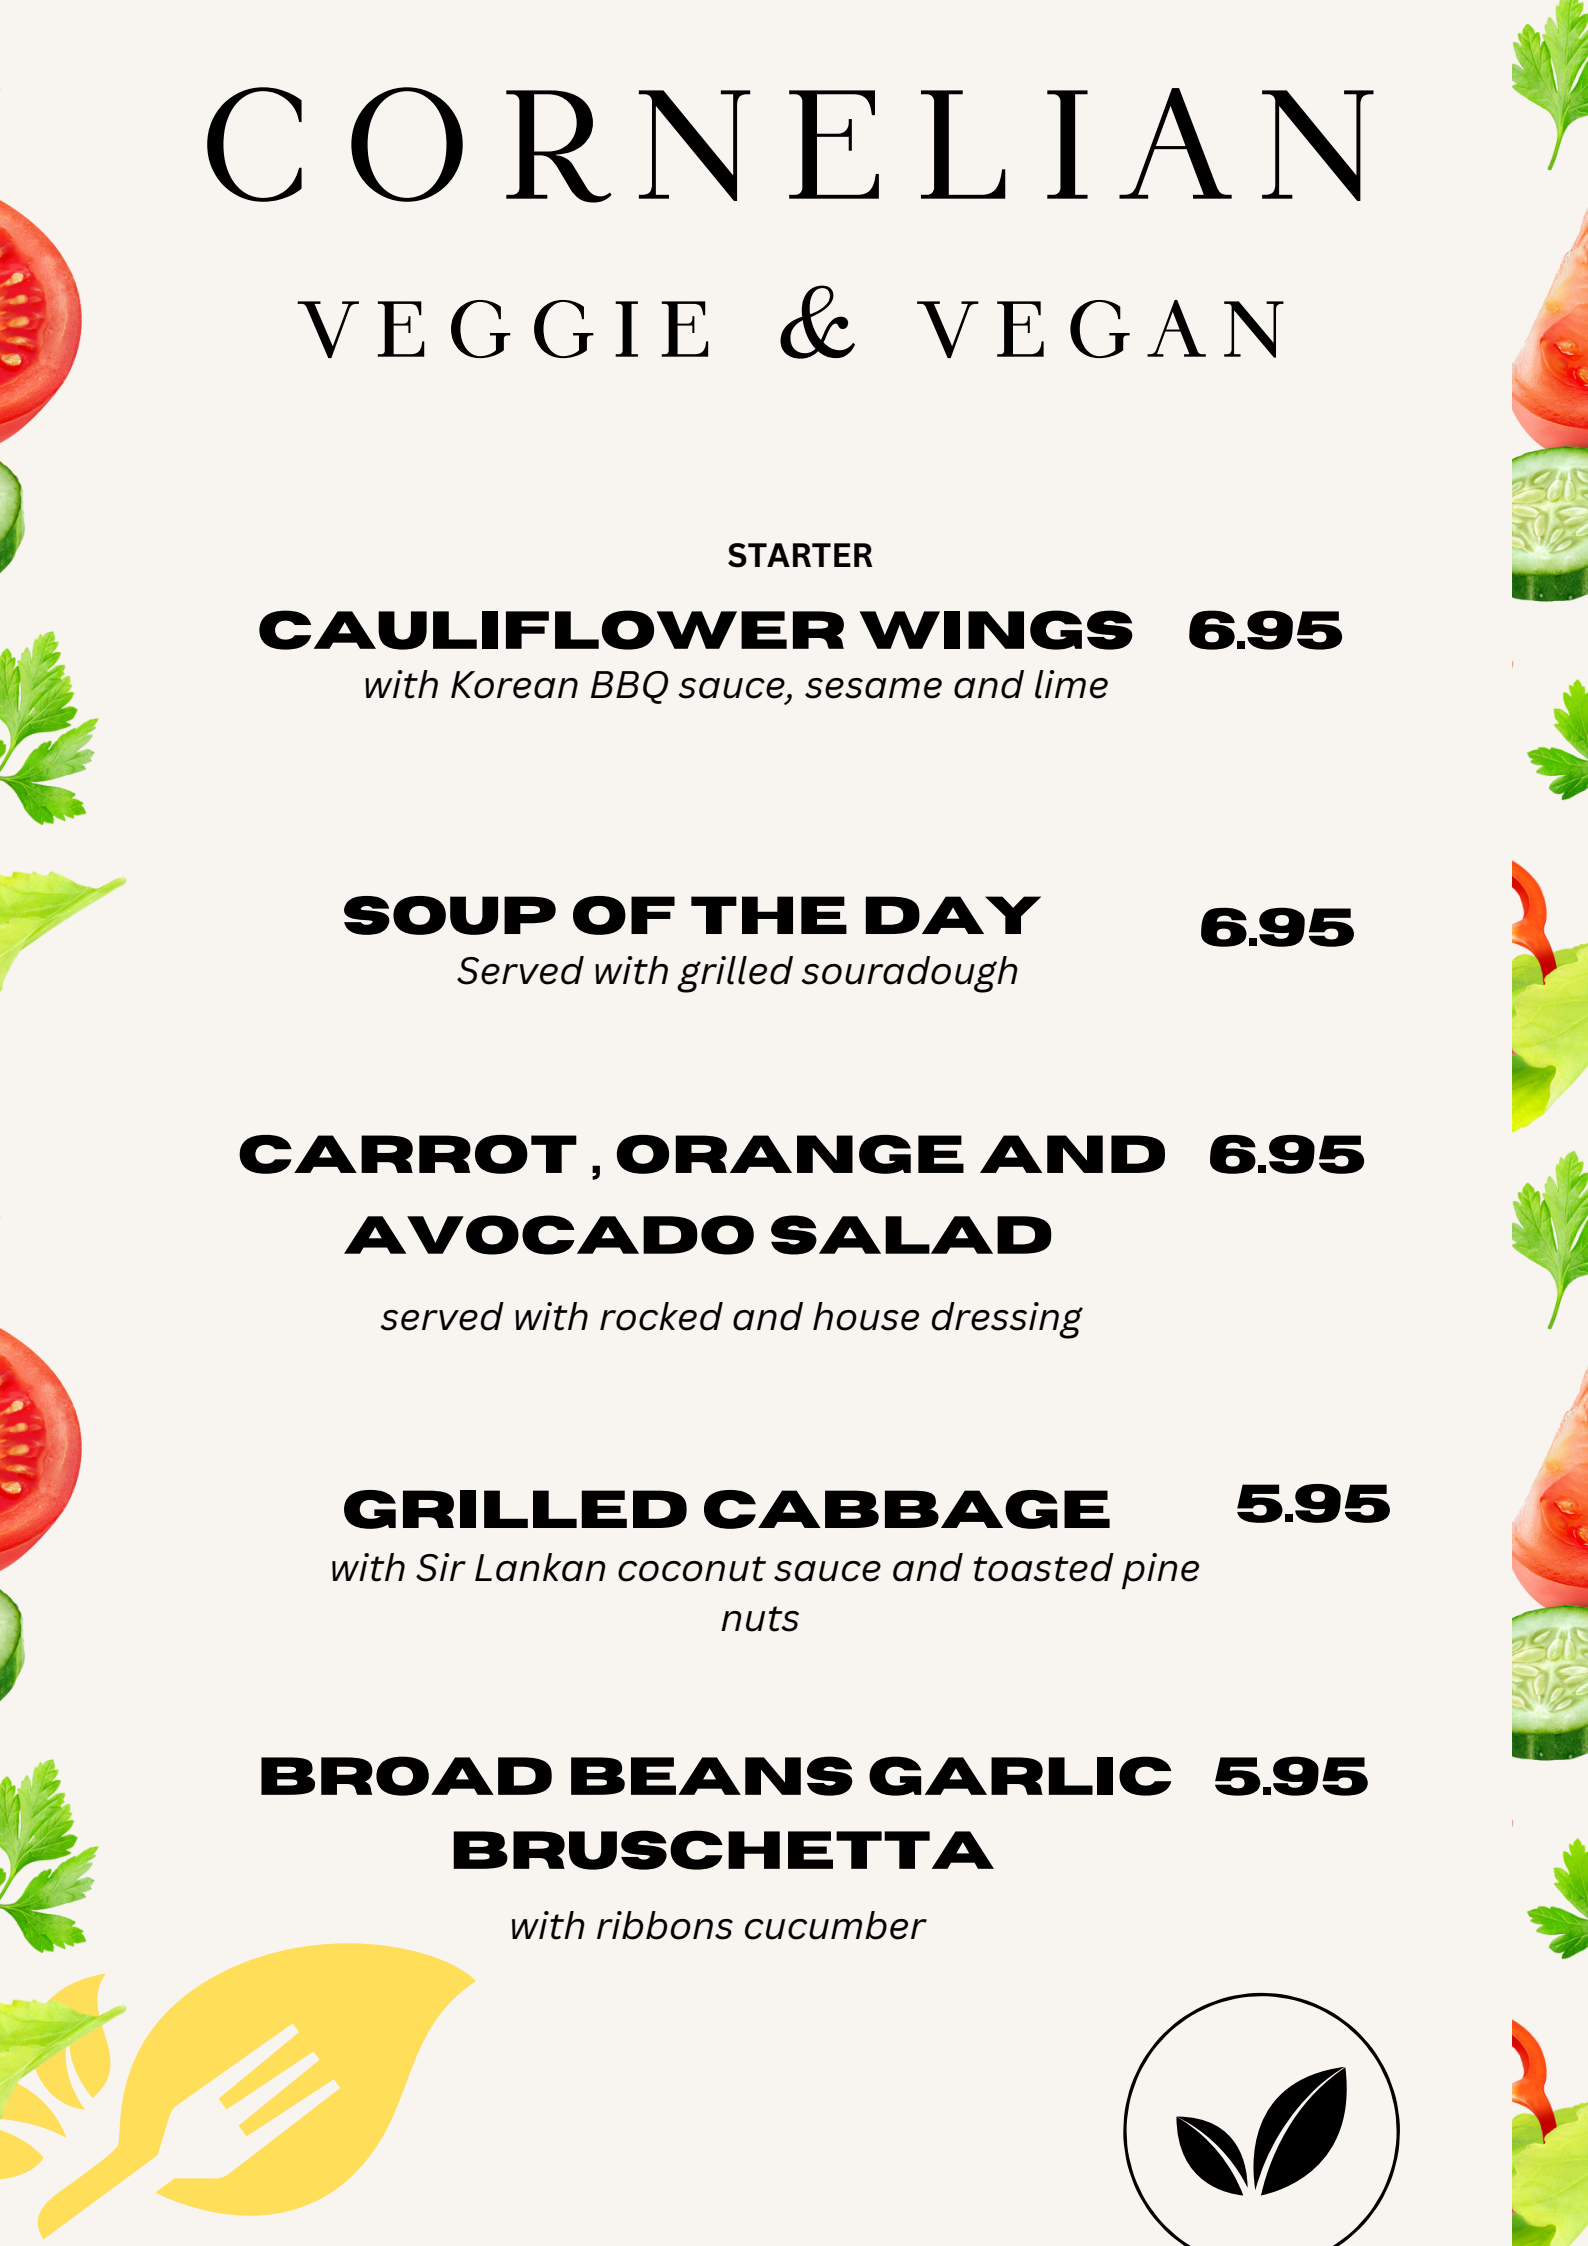 CORNELIAN
VEGGIE & VEGAN
STARTER
CAULIFLOWER WINGS 6.95
with Korean BBQ sauce, sesame and lime
SOUP OF THE DAY 6.95
Served with grilled souradough
CARROT , ORANGE AND 6.95
AVOCADO SALAD
served with rocked and house dressing
GRILLED CABBAGE 5.95
with Sir Lankan coconut sauce and toasted pine
nuts
BROAD BEANS GARLIC 5.95
BRUSCHETTA
with ribbons cucumber